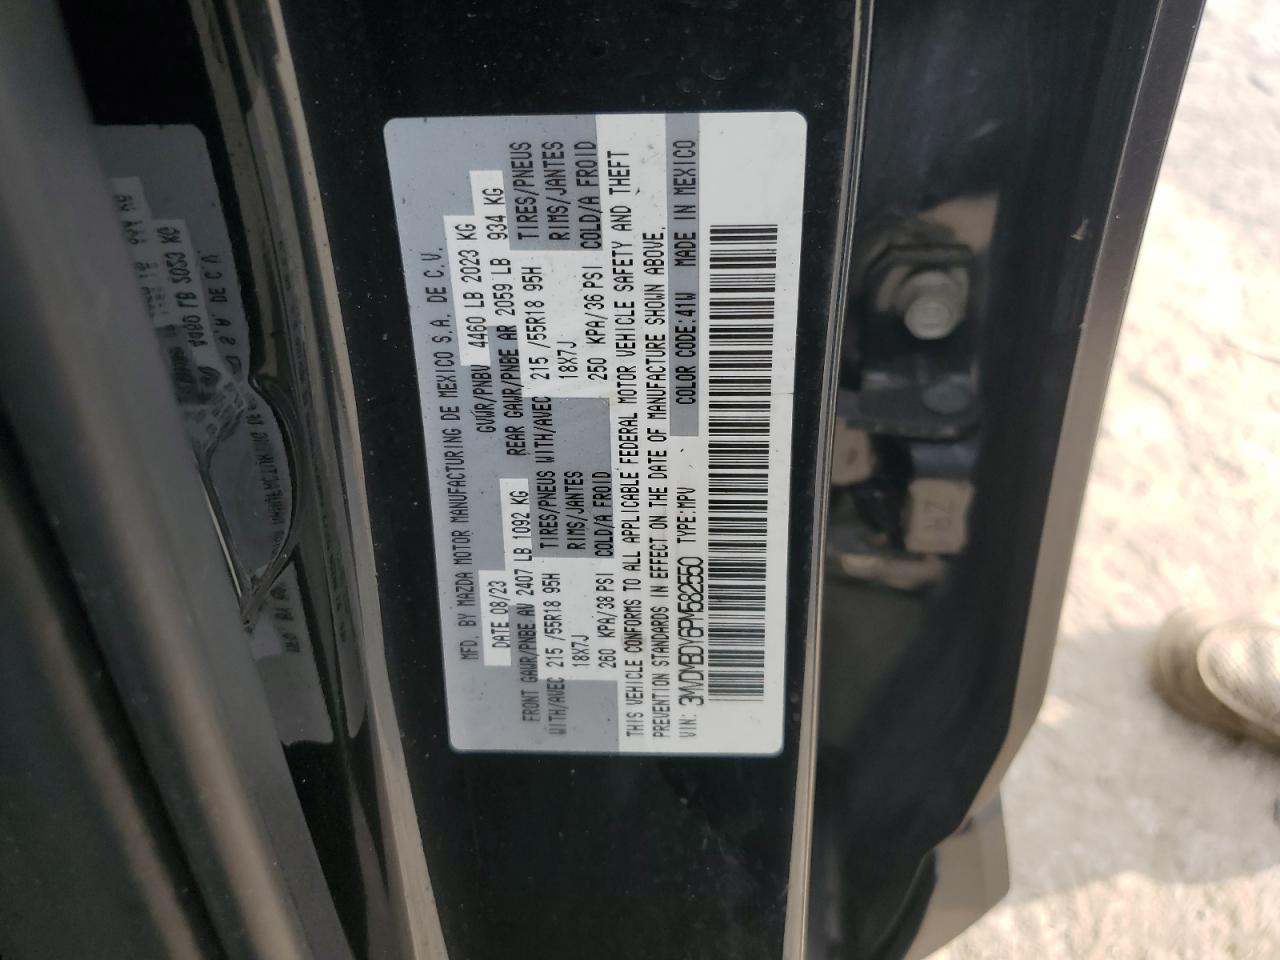 MFD. BY MAZDA MOTOR MANUFACTURING DE MEXICO S.A. DE C.V.
DATE 08/23 GVWR/PNBV 4460 LB 2023 KG
FRONT GAWR/PNBE AV 2407 LB 1092 KG REAR GAWR/PNBE AR 2059 LB 934 KG
WITH/AVEC 215 /55R18 95H TIRES/PNEUS WITH/AVEC 215 /55R18 95H TIRES/PNEUS
18X7J RIMS/JANTES 18X7J RIMS/JANTES
260 KPA/38 PSI COLD/A FROID 250 KPA/36 PSI COLD/A FROID
THIS VEHICLE CONFORMS TO ALL APPLICABLE FEDERAL MOTOR VEHICLE SAFETY AND THEFT
PREVENTION STANDARDS IN EFFECT ON THE DATE OF MANUFACTURE SHOWN ABOVE.
VIN: 3MVDMBDY6PM582550 TYPE:MPV COLOR CODE:41W MADE IN MEXICO